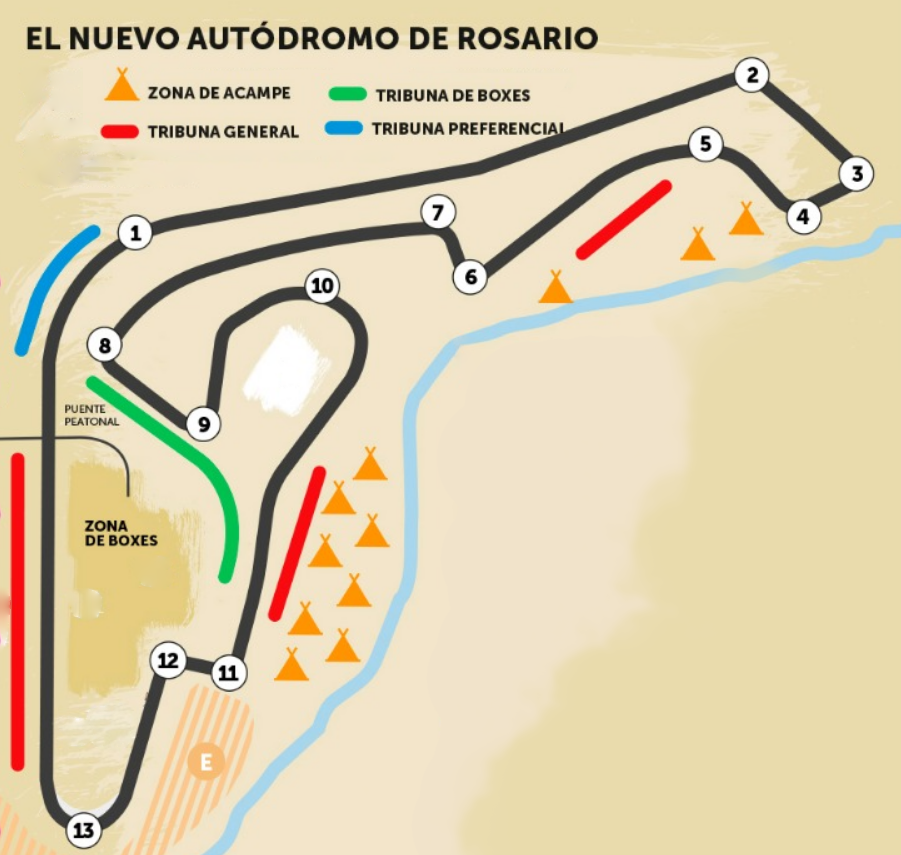 EL NUEVO AUTÓDROMO DE ROSARIO
ZONA DE ACAMPE
TRIBUNA DE BOXES
TRIBUNA GENERAL
TRIBUNA PREFERENCIAL
2
5
3
4
7
1
6
10
8
9
PUENTE
PEATONAL
ZONA
DE BOXES
12
11
E
13